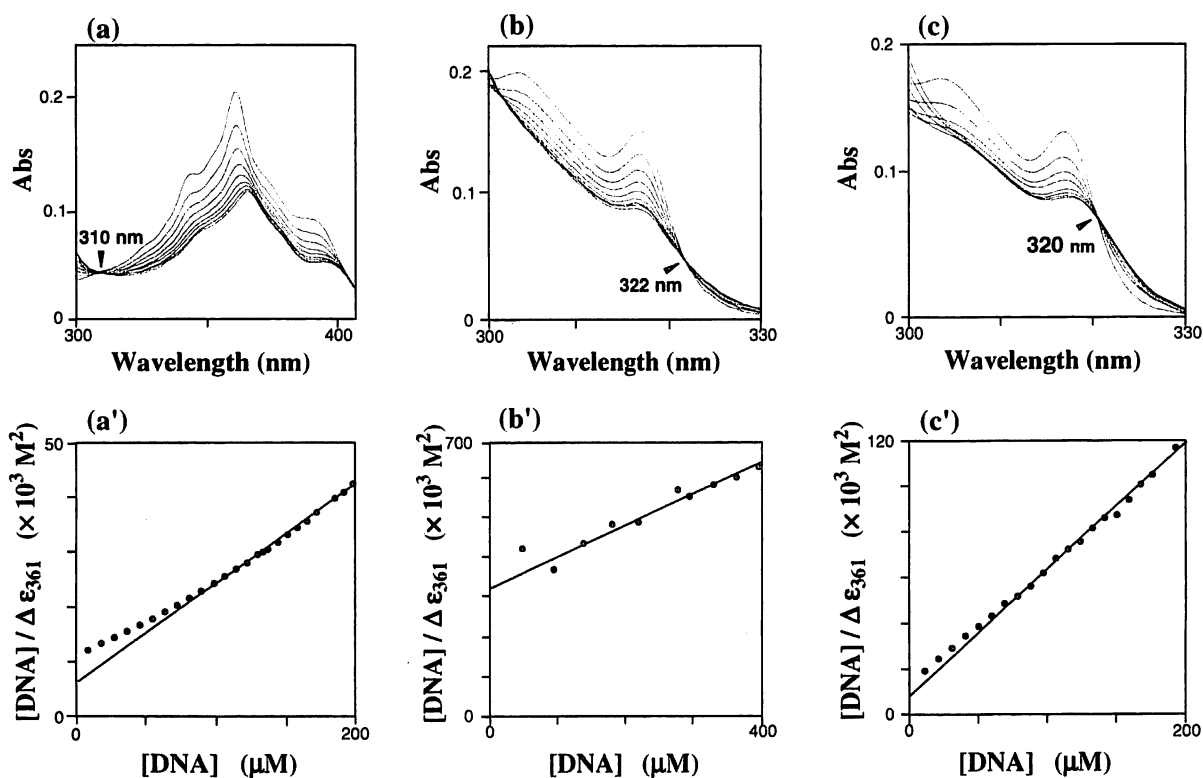 (a)
0.2
0.1
0
Abs
310 nm
300
400
Wavelength (nm)
(b)
0.2
0.1
0
Abs
322 nm
300
330
Wavelength (nm)
(c)
0.2
0.1
0
Abs
320 nm
300
330
Wavelength (nm)
(a')
50
0
[DNA] / Δ ε361 (× 10³ M²)
0
200
[DNA] (μM)
(b')
700
0
[DNA] / Δ ε361 (× 10³ M²)
0
400
[DNA] (μM)
(c')
120
0
[DNA] / Δ ε361 (× 10³ M²)
0
200
[DNA] (μM)